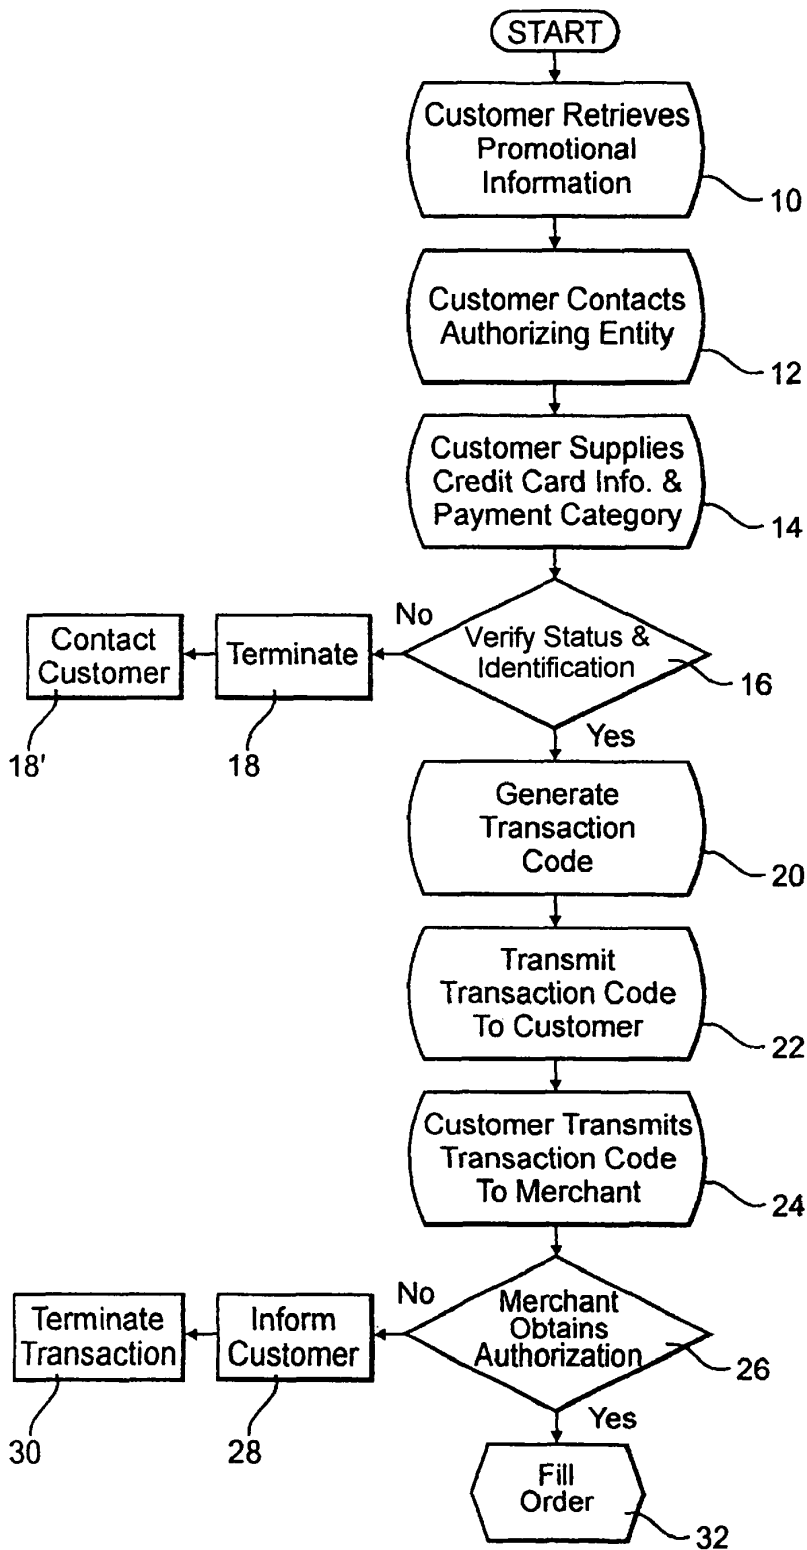 START
Customer Retrieves
Promotional
Information
10
Customer Contacts
Authorizing Entity
12
Customer Supplies
Credit Card Info. &
Payment Category
14
No
Verify Status &
Identification
16
Terminate
18
Contact
Customer
18'
Yes
Generate
Transaction
Code
20
Transmit
Transaction Code
To Customer
22
Customer Transmits
Transaction Code
To Merchant
24
No
Merchant
Obtains
Authorization
26
Inform
Customer
28
Terminate
Transaction
30
Yes
Fill
Order
32